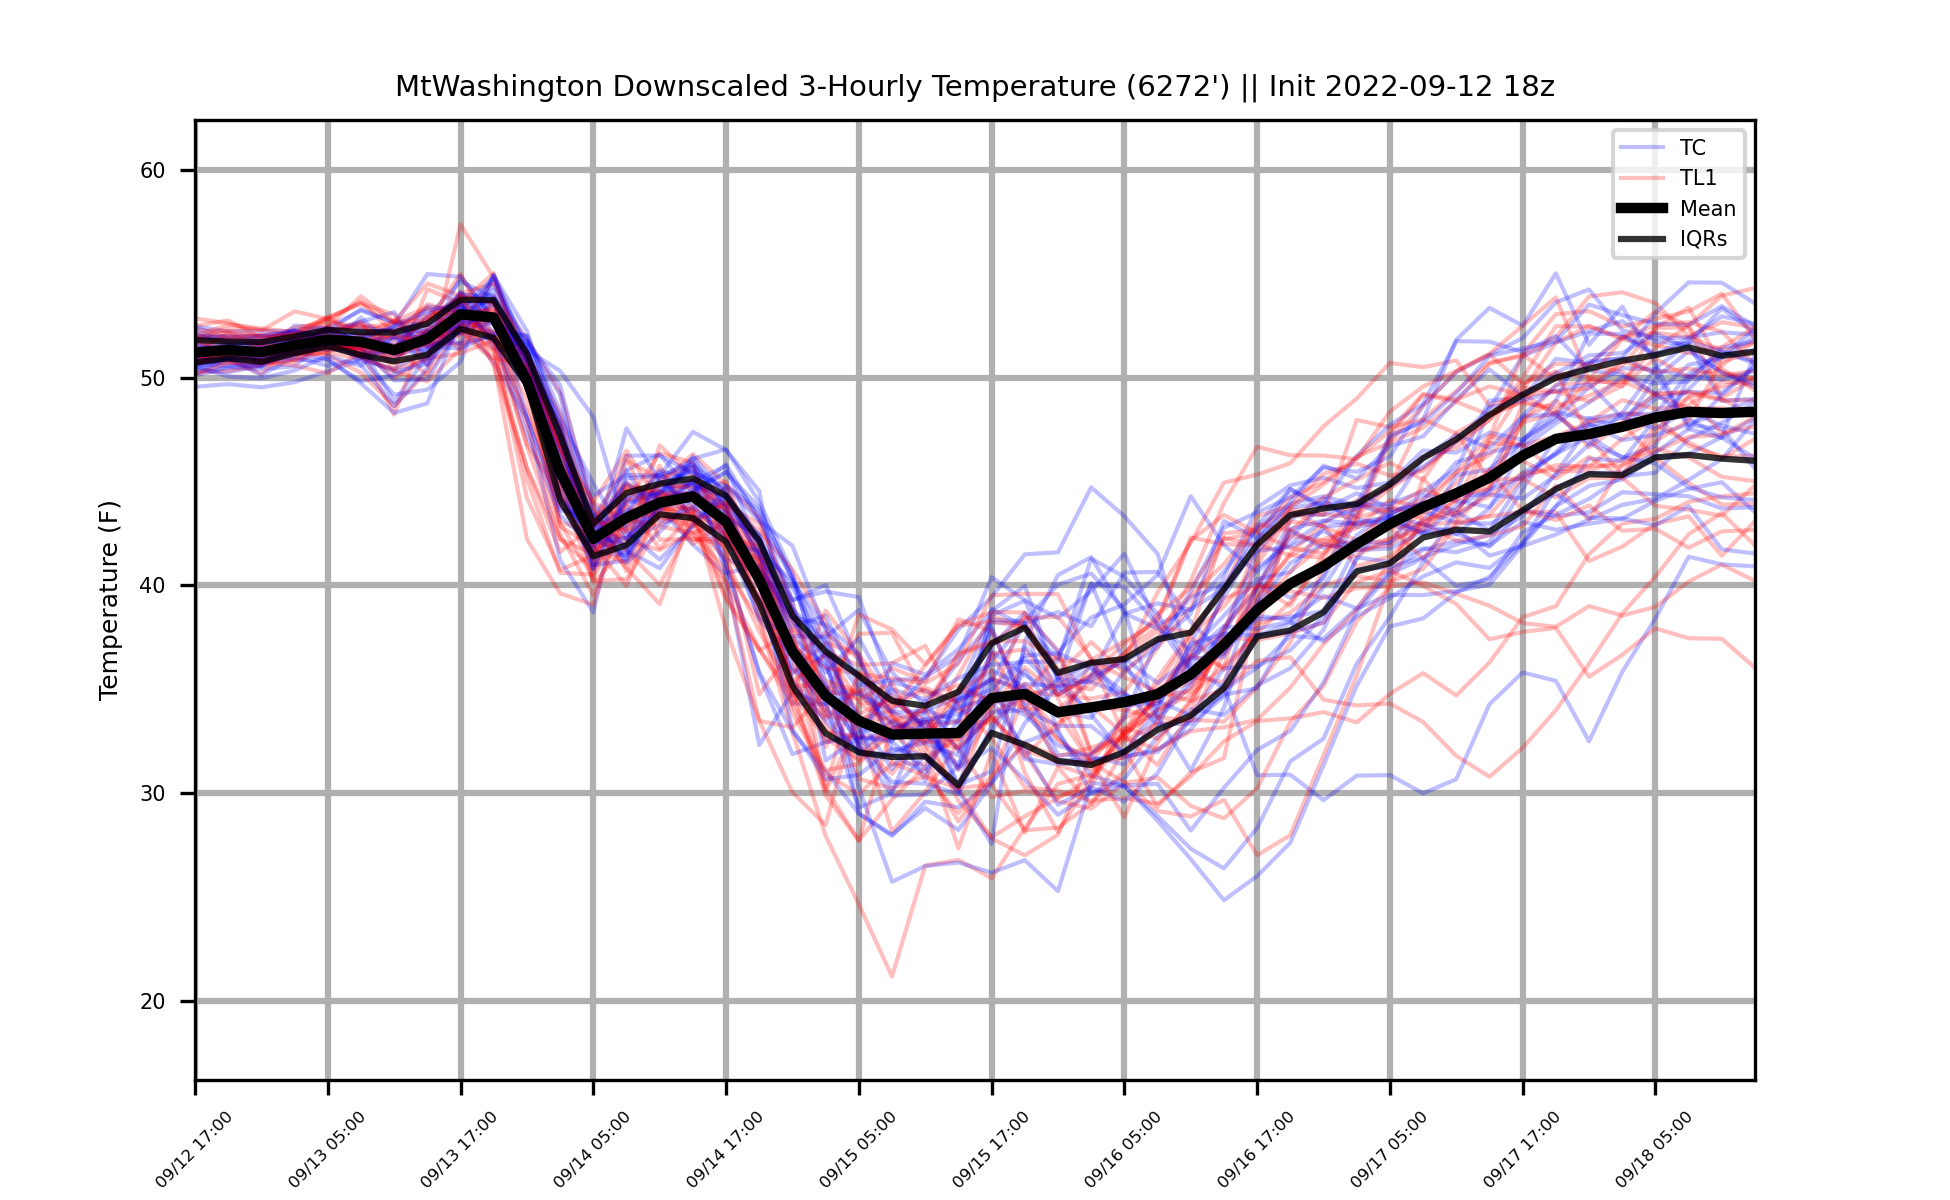 MtWashington Downscaled 3-Hourly Temperature (6272') || Init 2022-09-12 18z
TC
TL1
Mean
IQRs
Temperature (F)
60
50
40
30
20
09/12 17:00
09/13 05:00
09/13 17:00
09/14 05:00
09/14 17:00
09/15 05:00
09/15 17:00
09/16 05:00
09/16 17:00
09/17 05:00
09/17 17:00
09/18 05:00